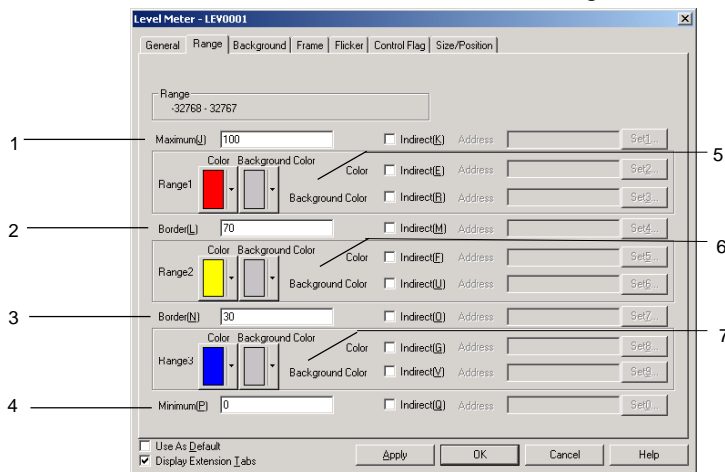 Level Meter - LEV0001
General Range Background Frame Flicker Control Flag Size/Position
Range
-32768 - 32767
1 Maximum(J) 100 Indirect(K) Address Set1...
5
Color Background Color
Range1 Color Indirect(E) Address Set2...
Background Color Indirect(R) Address Set3...
2 Border(L) 70 Indirect(M) Address Set4...
6
Color Background Color
Range2 Color Indirect(F) Address Set5...
Background Color Indirect(U) Address Set6...
3 Border(N) 30 Indirect(O) Address Set7...
7
Color Background Color
Range3 Color Indirect(G) Address Set8...
Background Color Indirect(V) Address Set9...
4 Minimum(P) 0 Indirect(Q) Address Set0...
Use As Default
Display Extension Tabs Apply OK Cancel Help